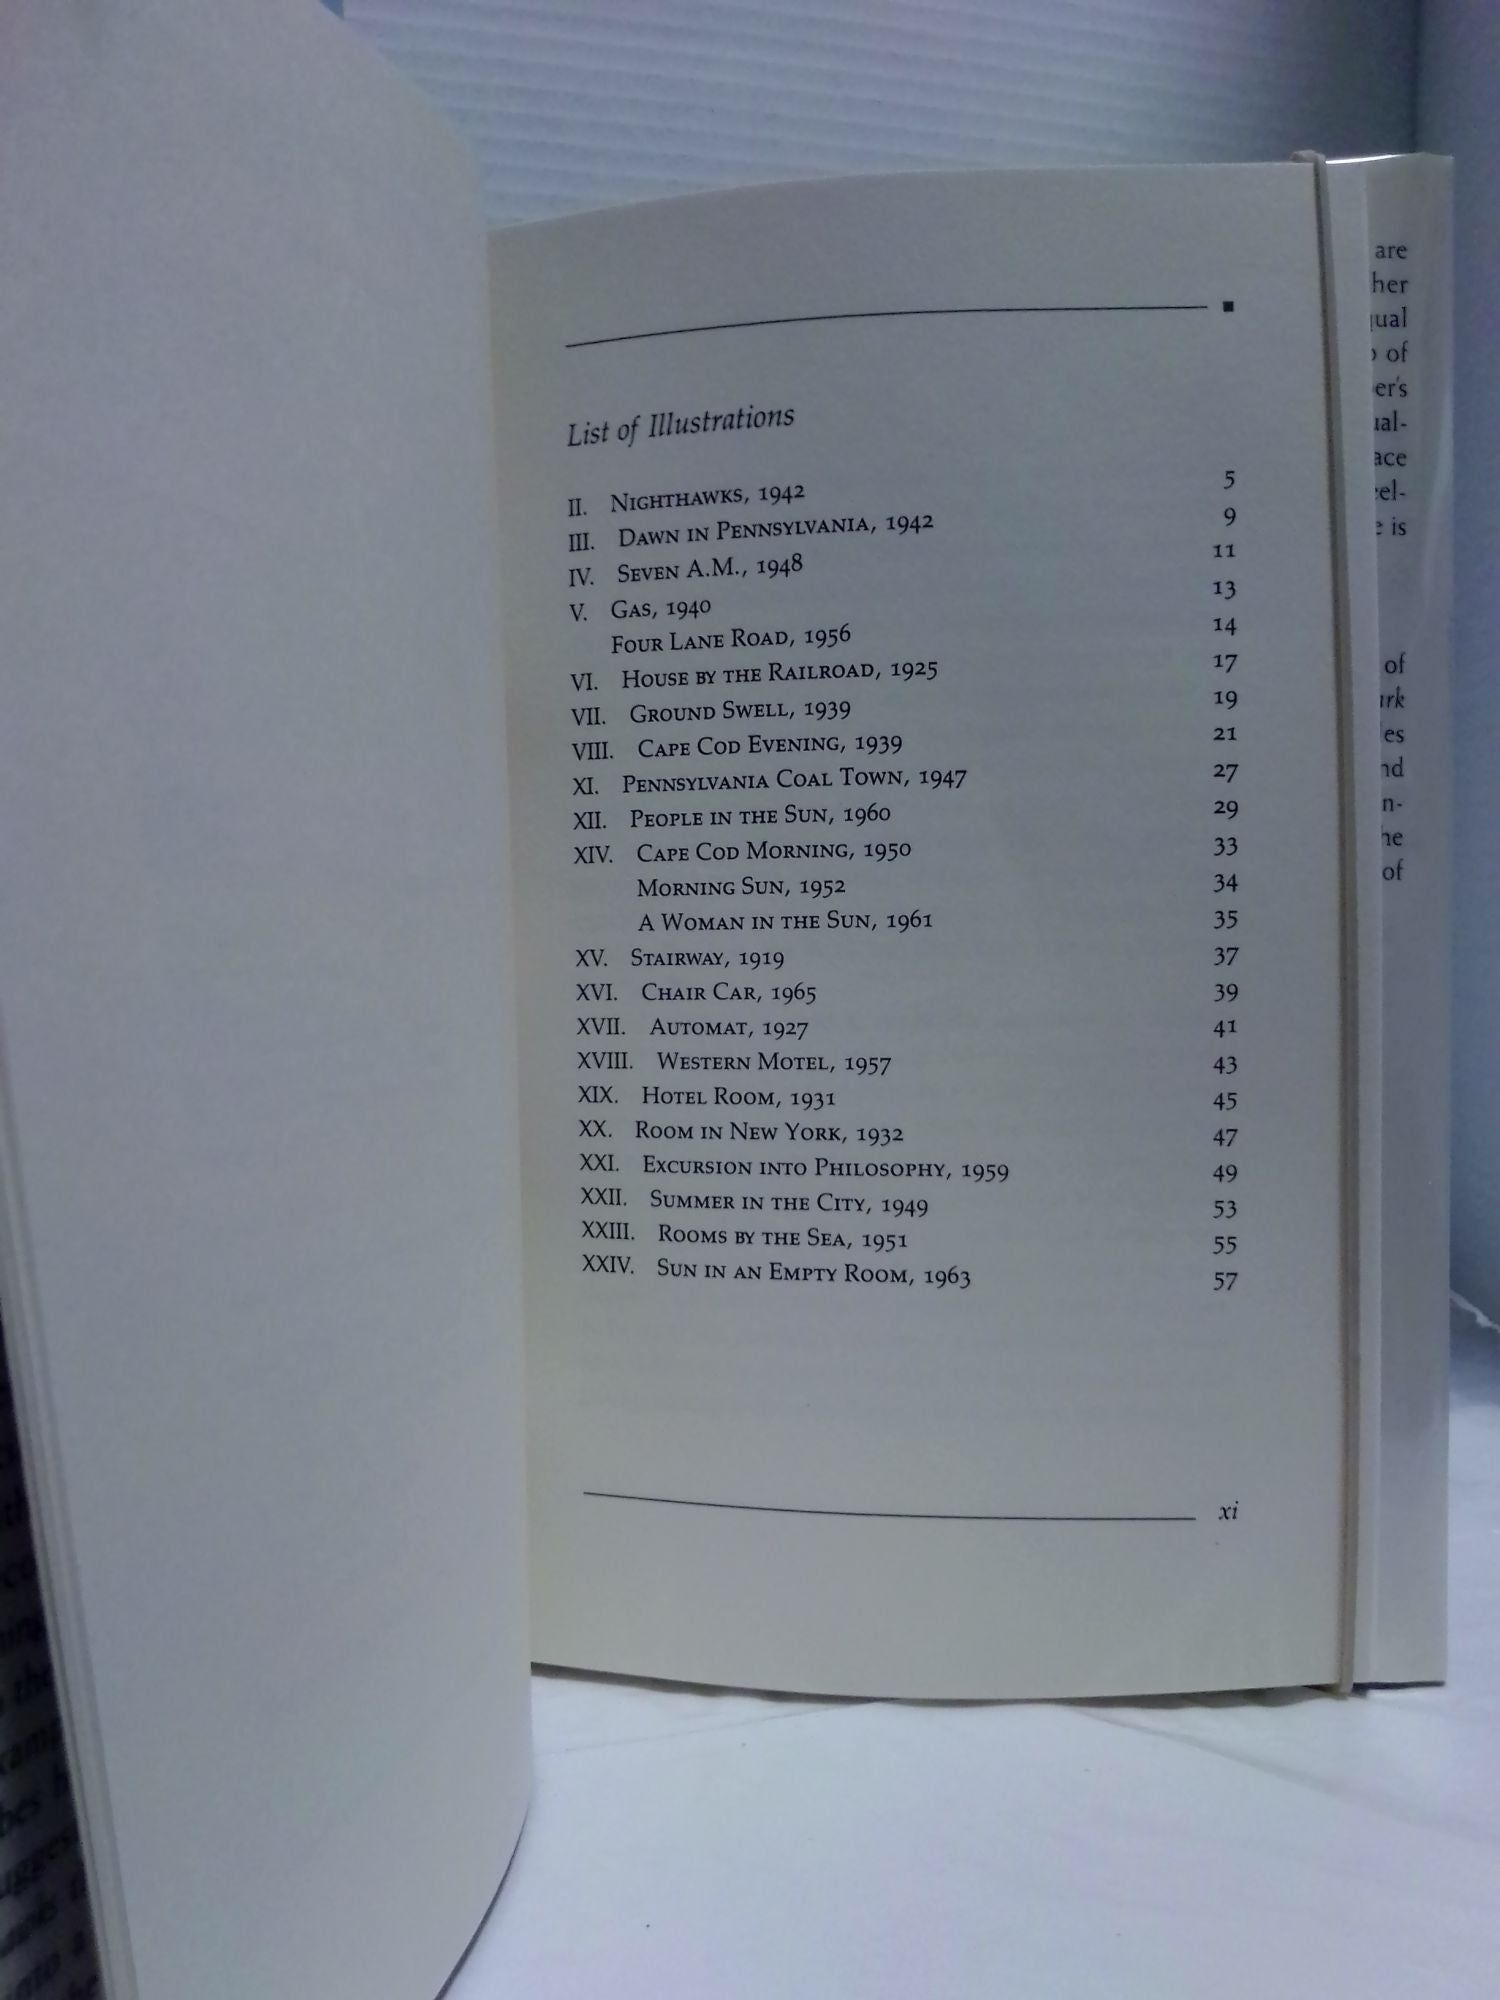 List of Illustrations
II. Nighthawks, 1942 5
III. Dawn in Pennsylvania, 1942 9
IV. Seven A.M., 1948 11
V. Gas, 1940 13
Four Lane Road, 1956 14
VI. House by the Railroad, 1925 17
VII. Ground Swell, 1939 19
VIII. Cape Cod Evening, 1939 21
XI. Pennsylvania Coal Town, 1947 27
XII. People in the Sun, 1960 29
XIV. Cape Cod Morning, 1950 33
Morning Sun, 1952 34
A Woman in the Sun, 1961 35
XV. Stairway, 1919 37
XVI. Chair Car, 1965 39
XVII. Automat, 1927 41
XVIII. Western Motel, 1957 43
XIX. Hotel Room, 1931 45
XX. Room in New York, 1932 47
XXI. Excursion into Philosophy, 1959 49
XXII. Summer in the City, 1949 53
XXIII. Rooms by the Sea, 1951 55
XXIV. Sun in an Empty Room, 1963 57
xi
are
of
is
of
of